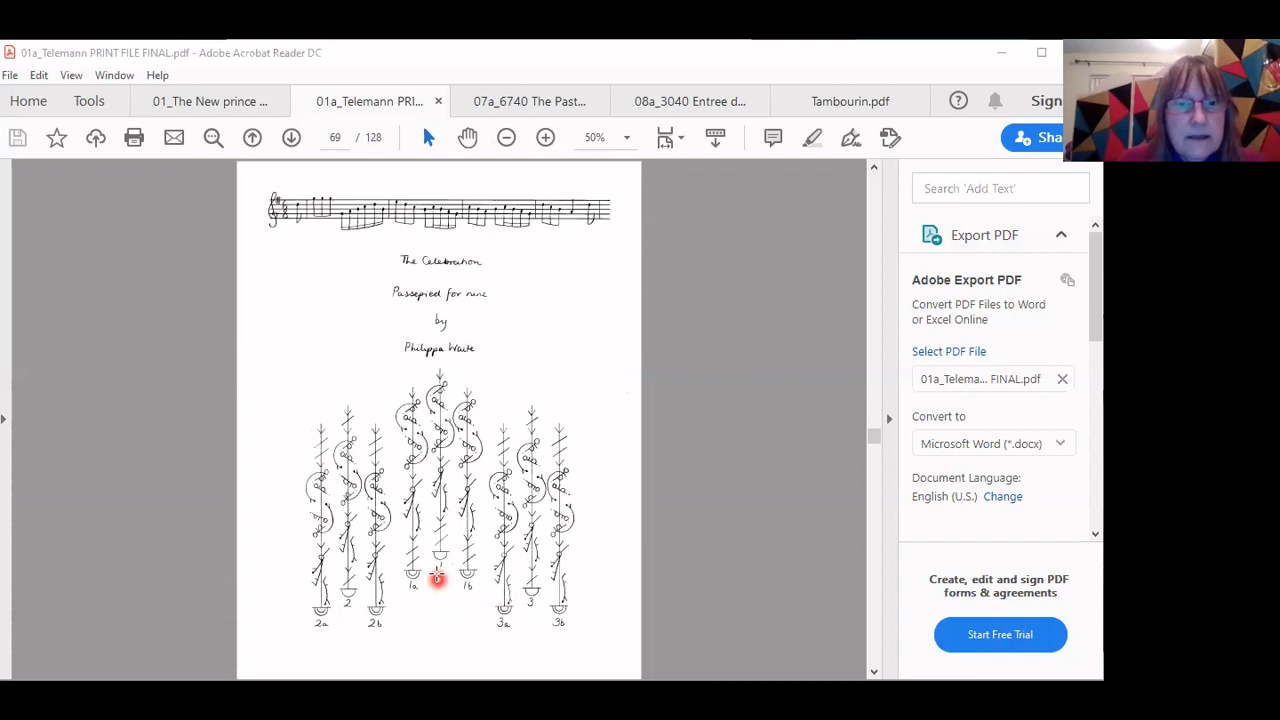 01a_Telemann PRINT FILE FINAL.pdf - Adobe Acrobat Reader DC
File Edit View Window Help
Home Tools 01_The New prince ... 01a_Telemann PRI... 07a_6740 The Past... 08a_3040 Entree d... Tambourin.pdf Sign
69 / 128 50% Sha
Search 'Add Text'
Export PDF
Adobe Export PDF
Convert PDF Files to Word
or Excel Online
Select PDF File
01a_Telema... FINAL.pdf
Convert to
Microsoft Word (*.docx)
Document Language:
English (U.S.) Change
Create, edit and sign PDF
forms & agreements
Start Free Trial
The Celebration
Passepied for nine
by
Philippa Waite
1
1a 1b
2 3
2a 2b 3a 3b